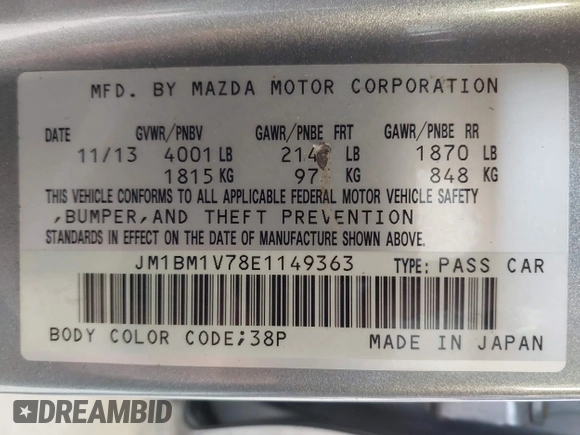 MFD. BY MAZDA MOTOR CORPORATION
DATE GVWR/PNBV GAWR/PNBE FRT GAWR/PNBE RR
11/13 4001 LB LB 1870 LB
1815 KG KG 848 KG
THIS VEHICLE CONFORMS TO ALL APPLICABLE FEDERAL MOTOR VEHICLE SAFETY
,BUMPER,AND THEFT PREVENTION
STANDARDS IN EFFECT ON THE DATE OF MANUFACTURE SHOWN ABOVE.
JM1BM1V78E1149363 TYPE: PASS CAR
BODY COLOR CODE;38P MADE IN JAPAN
DREAMBID